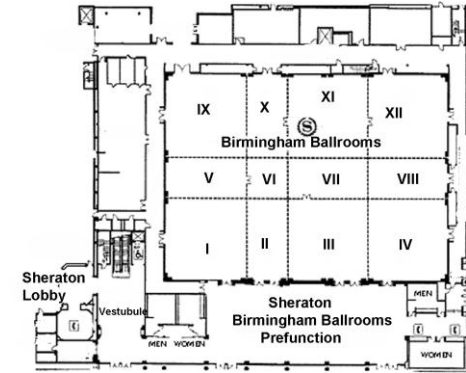 IX X XI XII
S
Birmingham Ballrooms
V VI VII VIII
I II III IV
Sheraton
Lobby
Vestubule
Sheraton
Birmingham Ballrooms
Prefunction
MEN
MEN WOMEN
WOMEN